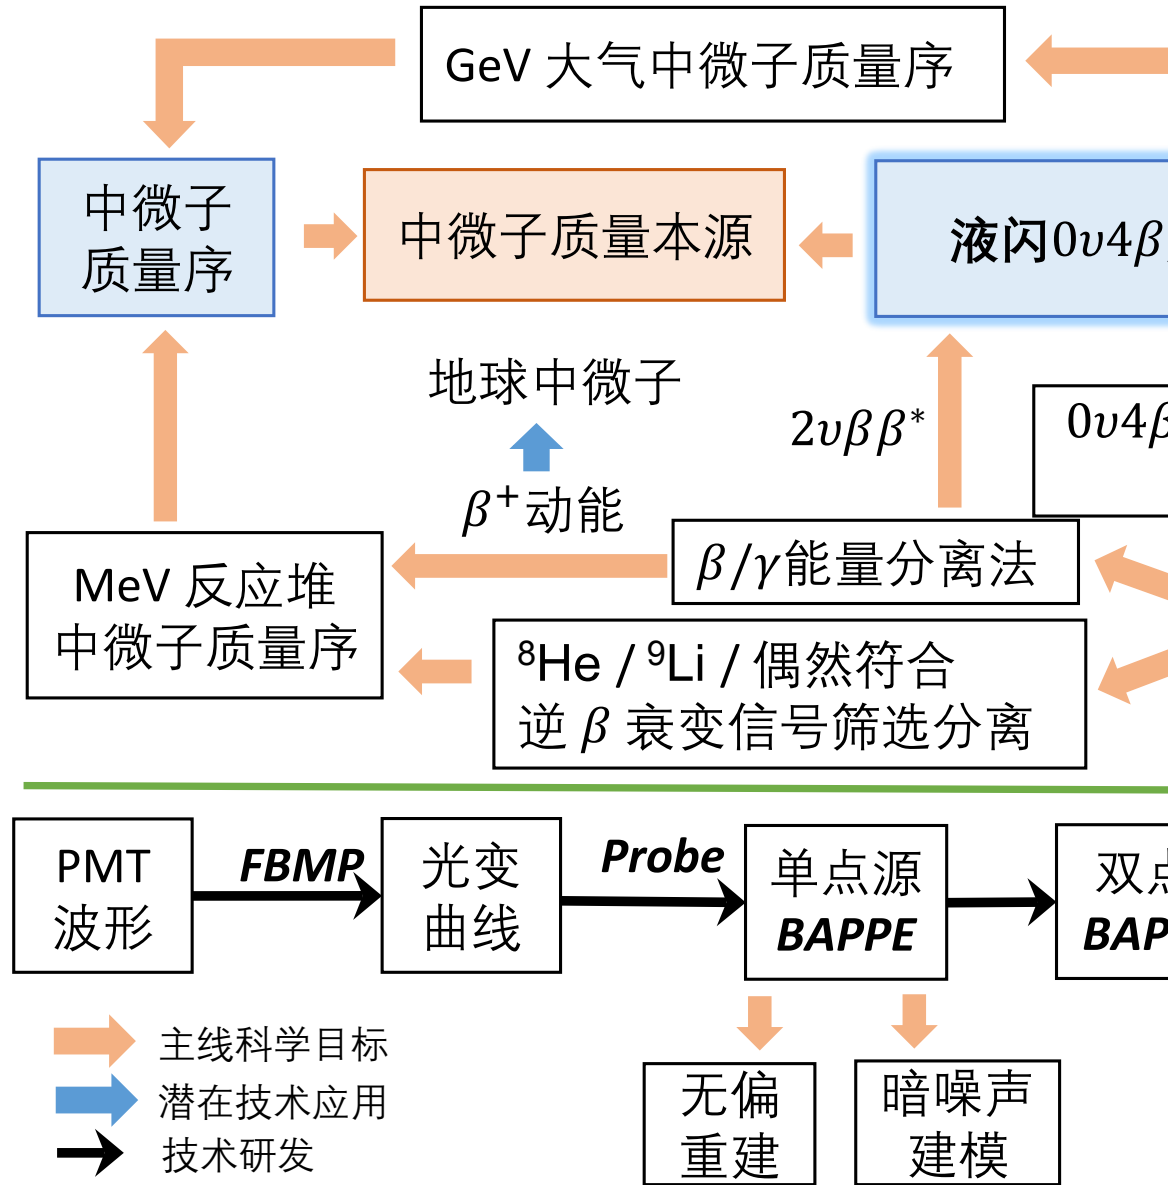 GeV 大气中微子质量序
中微子
质量序
中微子质量本源
液闪0υ4β
地球中微子
2υββ*
0υ4β
β⁺动能
β/γ能量分离法
MeV 反应堆
中微子质量序
⁸He / ⁹Li / 偶然符合
逆 β 衰变信号筛选分离
PMT
波形
FBMP
光变
曲线
Probe
单点源
BAPPE
双点
BAP
主线科学目标
潜在技术应用
技术研发
无偏
重建
暗噪声
建模